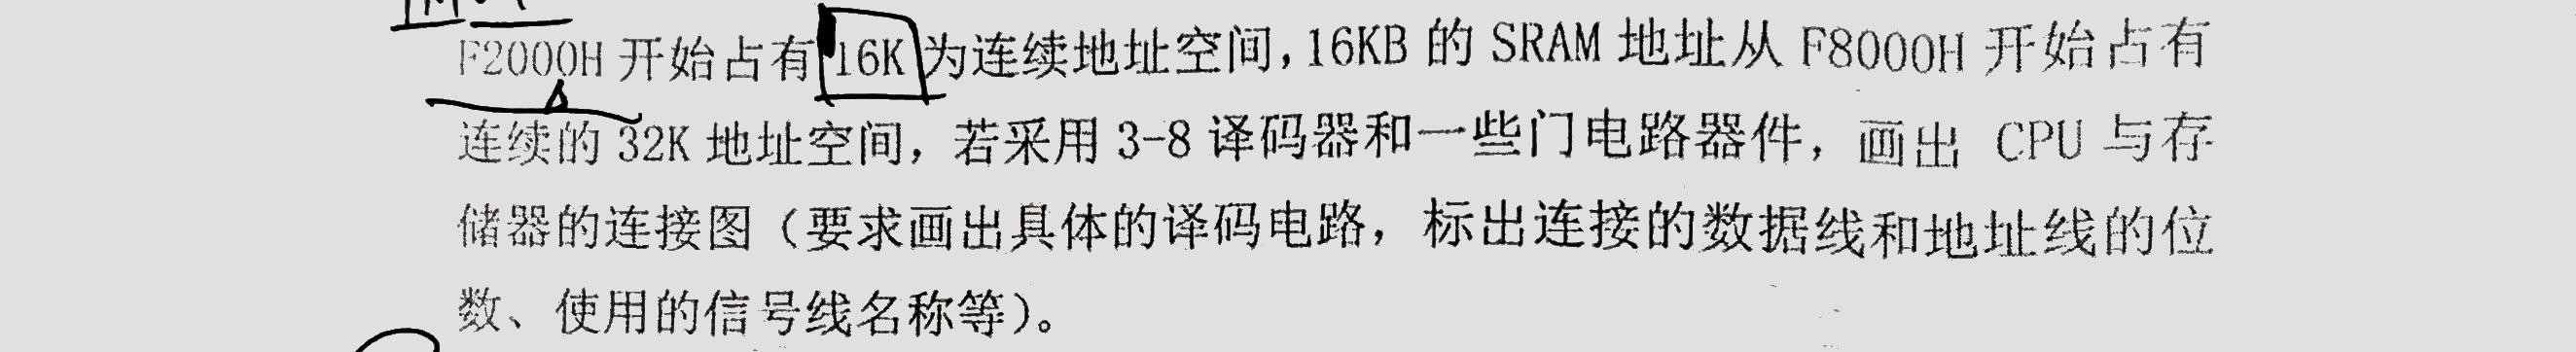 F2000H 开始占有 16K 为连续地址空间,16KB 的 SRAM 地址从 F8000H 开始占有
连续的 32K 地址空间，若采用 3-8 译码器和一些门电路器件，画出 CPU 与存
储器的连接图（要求画出具体的译码电路，标出连接的数据线和地址线的位
数、使用的信号线名称等）。